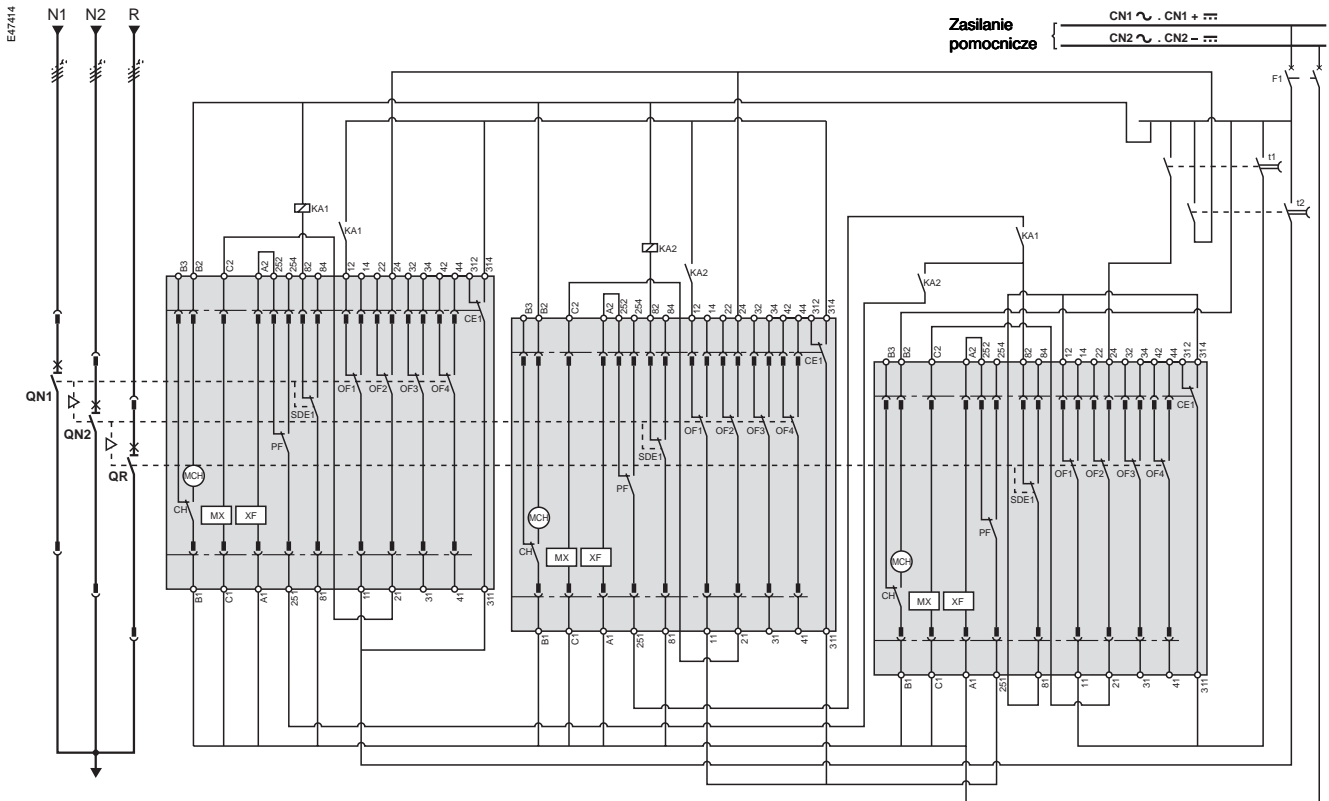 E47414
N1 N2 R
Zasilanie
pomocnicze
CN1 ∿ . CN1 + ⎓
CN2 ∿ . CN2 − ⎓
F1
t1
t2
KA1
KA1
KA2
KA2
KA1
KA2
QN1
QN2
QR
B3 B2 C2 A2 252 254 82 84 12 14 22 24 32 34 42 44 312 314
CE1
OF1 OF2 OF3 OF4
SDE1
PF
MCH
CH
MX XF
B1 C1 A1 251 81 11 21 31 41 311
B3 B2 C2 A2 252 254 82 84 12 14 22 24 32 34 42 44 312 314
CE1
OF1 OF2 OF3 OF4
SDE1
PF
MCH
CH
MX XF
B1 C1 A1 251 81 11 21 31 41 311
B3 B2 C2 A2 252 254 82 84 12 14 22 24 32 34 42 44 312 314
CE1
OF1 OF2 OF3 OF4
SDE1
PF
MCH
CH
MX XF
B1 C1 A1 251 81 11 21 31 41 311